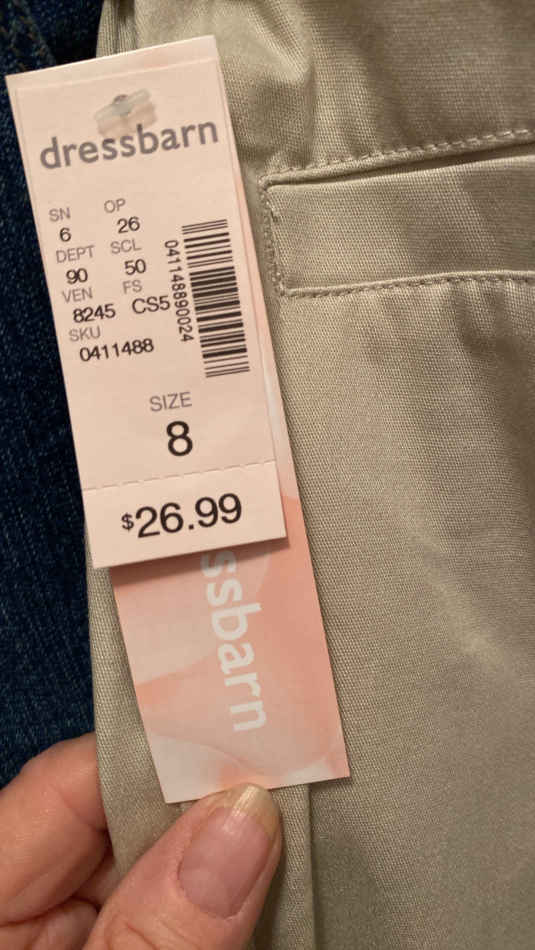 dressbarn
SN OP
6 26
DEPT SCL
90 50
VEN FS
8245 CS5
SKU
0411488
041148890024
SIZE
8
$26.99
ssbarn